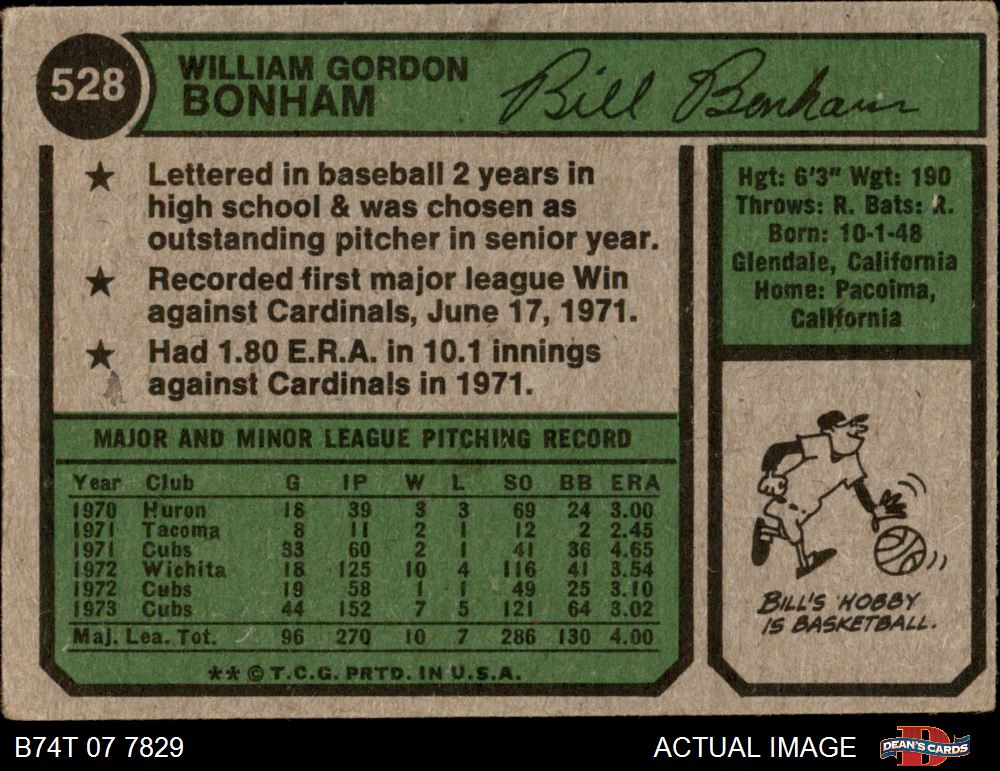 528
WILLIAM GORDON
BONHAM
Bill Bonham
★ Lettered in baseball 2 years in
high school & was chosen as
outstanding pitcher in senior year.
★ Recorded first major league Win
against Cardinals, June 17, 1971.
★ Had 1.80 E.R.A. in 10.1 innings
against Cardinals in 1971.
Hgt: 6'3" Wgt: 190
Throws: R. Bats: R.
Born: 10-1-48
Glendale, California
Home: Pacoima,
California
MAJOR AND MINOR LEAGUE PITCHING RECORD
Year Club G IP W L SO BB ERA
1970 Huron 18 39 3 3 69 24 3.00
1971 Tacoma 8 11 2 1 12 2 2.45
1971 Cubs 33 60 2 1 41 36 4.65
1972 Wichita 18 125 10 4 116 41 3.54
1972 Cubs 19 58 1 1 49 25 3.10
1973 Cubs 44 152 7 5 121 64 3.02
Maj. Lea. Tot. 96 270 10 7 286 130 4.00
** © T.C.G. PRTD. IN U.S.A.
BILL'S HOBBY
IS BASKETBALL.
B74T 07 7829
ACTUAL IMAGE
DEAN'S CARDS